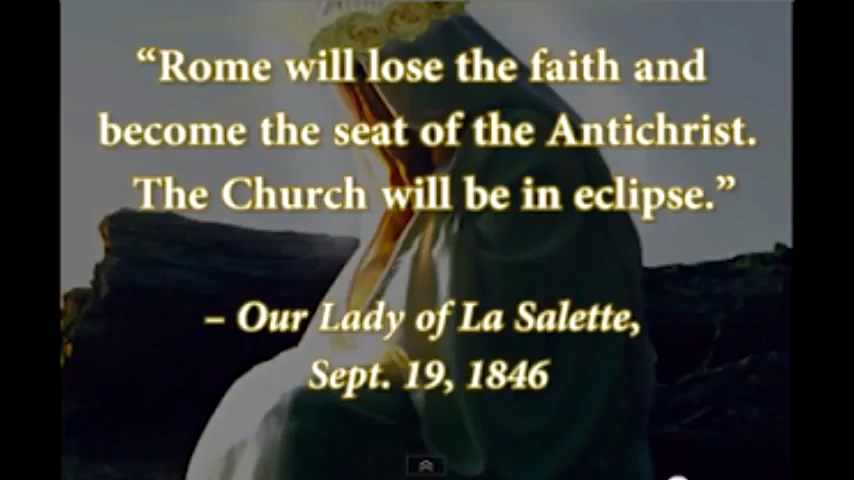 “Rome will lose the faith and
become the seat of the Antichrist.
The Church will be in eclipse.”
– Our Lady of La Salette,
Sept. 19, 1846